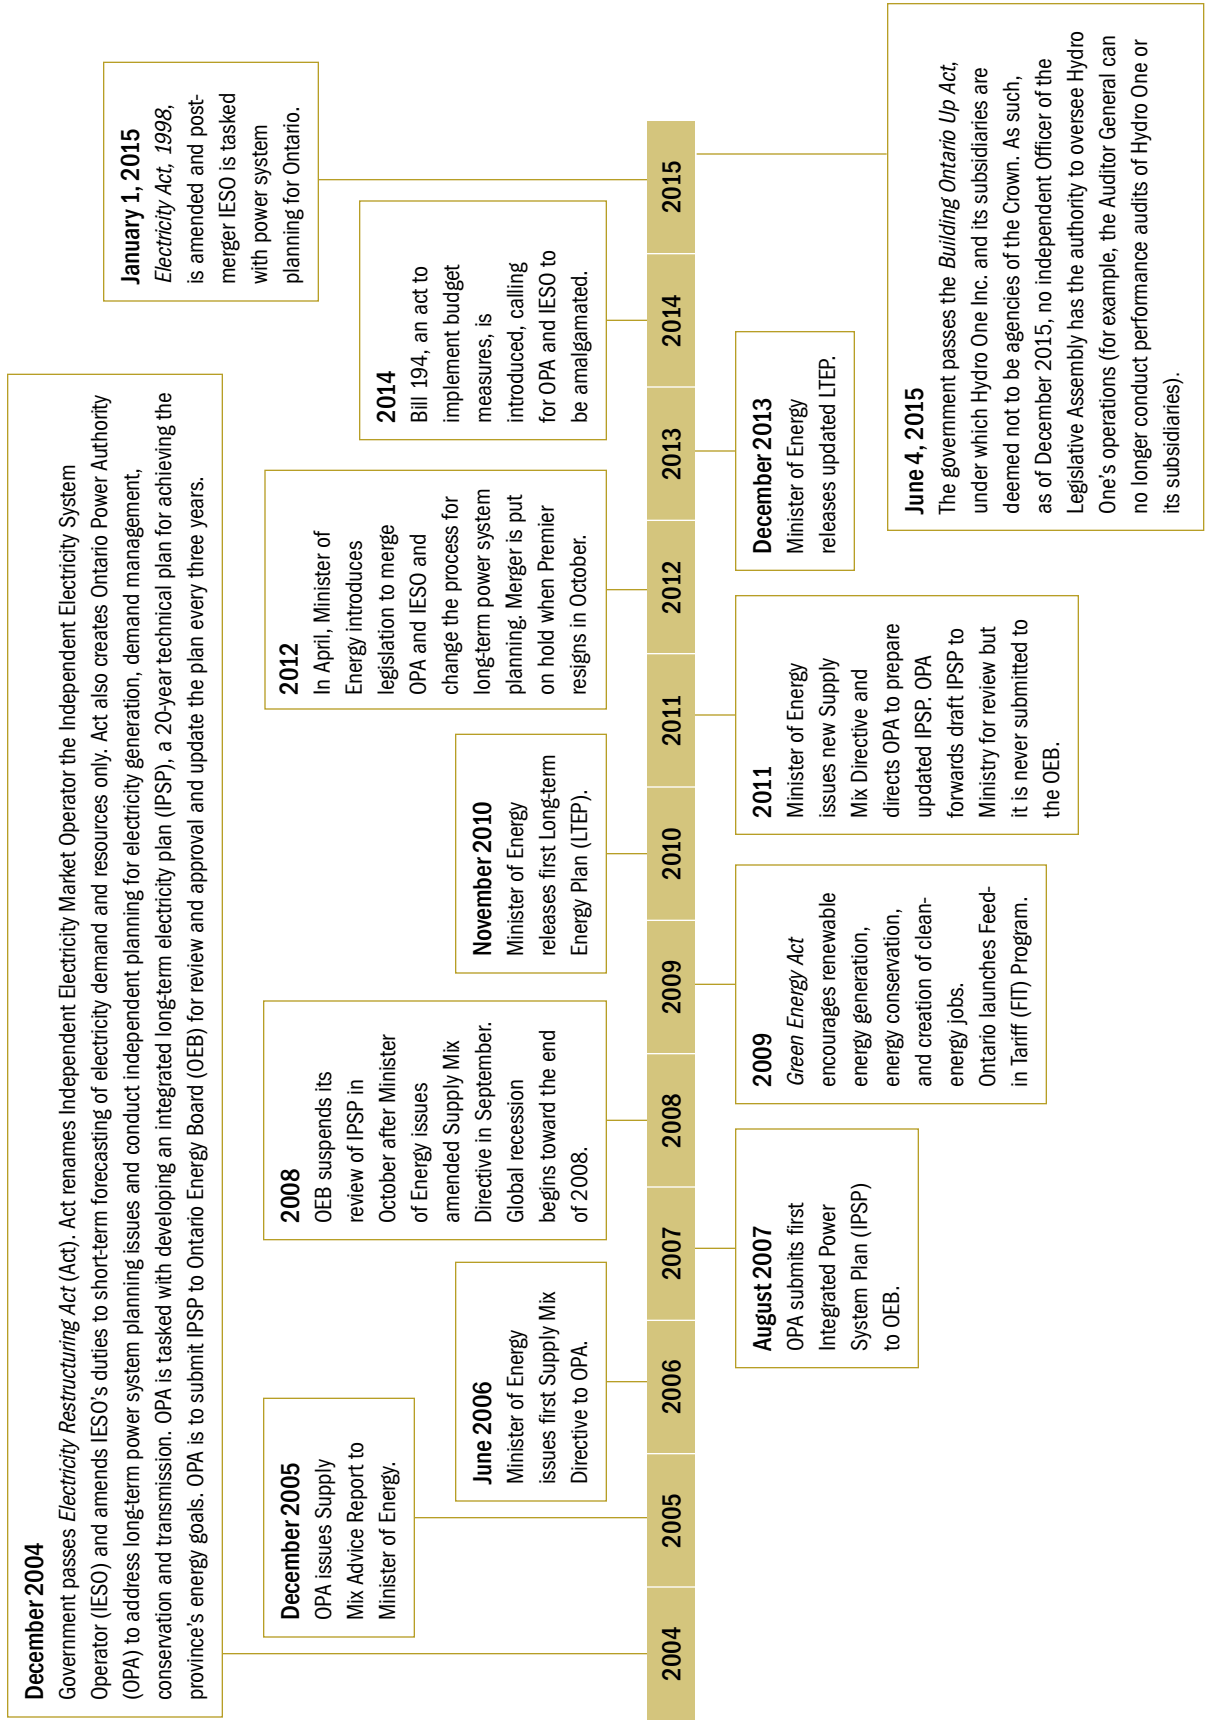 December 2004
Government passes Electricity Restructuring Act (Act). Act renames Independent Electricity Market Operator the Independent Electricity System
Operator (IESO) and amends IESO's duties to short-term forecasting of electricity demand and resources only. Act also creates Ontario Power Authority
(OPA) to address long-term power system planning issues and conduct independent planning for electricity generation, demand management,
conservation and transmission. OPA is tasked with developing an integrated long-term electricity plan (IPSP), a 20-year technical plan for achieving the
province's energy goals. OPA is to submit IPSP to Ontario Energy Board (OEB) for review and approval and update the plan every three years.
December 2005
OPA issues Supply
Mix Advice Report to
Minister of Energy.
June 2006
Minister of Energy
issues first Supply Mix
Directive to OPA.
2008
OEB suspends its
review of IPSP in
October after Minister
of Energy issues
amended Supply Mix
Directive in September.
Global recession
begins toward the end
of 2008.
November 2010
Minister of Energy
releases first Long-term
Energy Plan (LTEP).
2012
In April, Minister of
Energy introduces
legislation to merge
OPA and IESO and
change the process for
long-term power system
planning. Merger is put
on hold when Premier
resigns in October.
2014
Bill 194, an act to
implement budget
measures, is
introduced, calling
for OPA and IESO to
be amalgamated.
January 1, 2015
Electricity Act, 1998,
is amended and post-
merger IESO is tasked
with power system
planning for Ontario.
2004
2005
2006
2007
2008
2009
2010
2011
2012
2013
2014
2015
August 2007
OPA submits first
Integrated Power
System Plan (IPSP)
to OEB.
2009
Green Energy Act
encourages renewable
energy generation,
energy conservation,
and creation of clean-
energy jobs.
Ontario launches Feed-
in Tariff (FIT) Program.
2011
Minister of Energy
issues new Supply
Mix Directive and
directs OPA to prepare
updated IPSP. OPA
forwards draft IPSP to
Ministry for review but
it is never submitted to
the OEB.
December 2013
Minister of Energy
releases updated LTEP.
June 4, 2015
The government passes the Building Ontario Up Act,
under which Hydro One Inc. and its subsidiaries are
deemed not to be agencies of the Crown. As such,
as of December 2015, no independent Officer of the
Legislative Assembly has the authority to oversee Hydro
One's operations (for example, the Auditor General can
no longer conduct performance audits of Hydro One or
its subsidiaries).